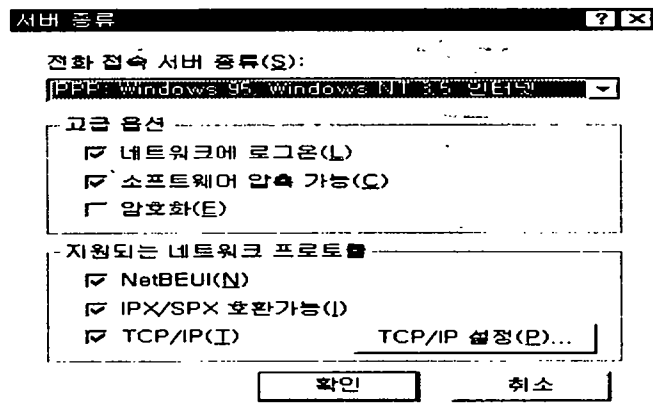 서버 종류
전화 접속 서버 종류(S):
PPP: Windows 95, Windows NT 3.5, 인터넷
고급 옵션
네트워크에 로그온(L)
소프트웨어 압축 가능(C)
암호화(E)
지원되는 네트워크 프로토콜
NetBEUI(N)
IPX/SPX 호환가능(I)
TCP/IP(T) TCP/IP 설정(P)...
확인 취소